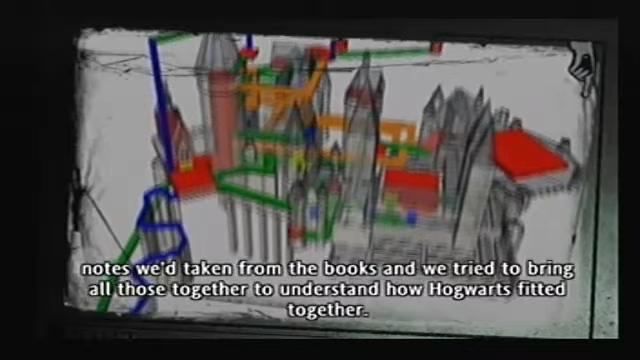 notes we'd taken from the books and we tried to bring
all those together to understand how Hogwarts fitted
together.